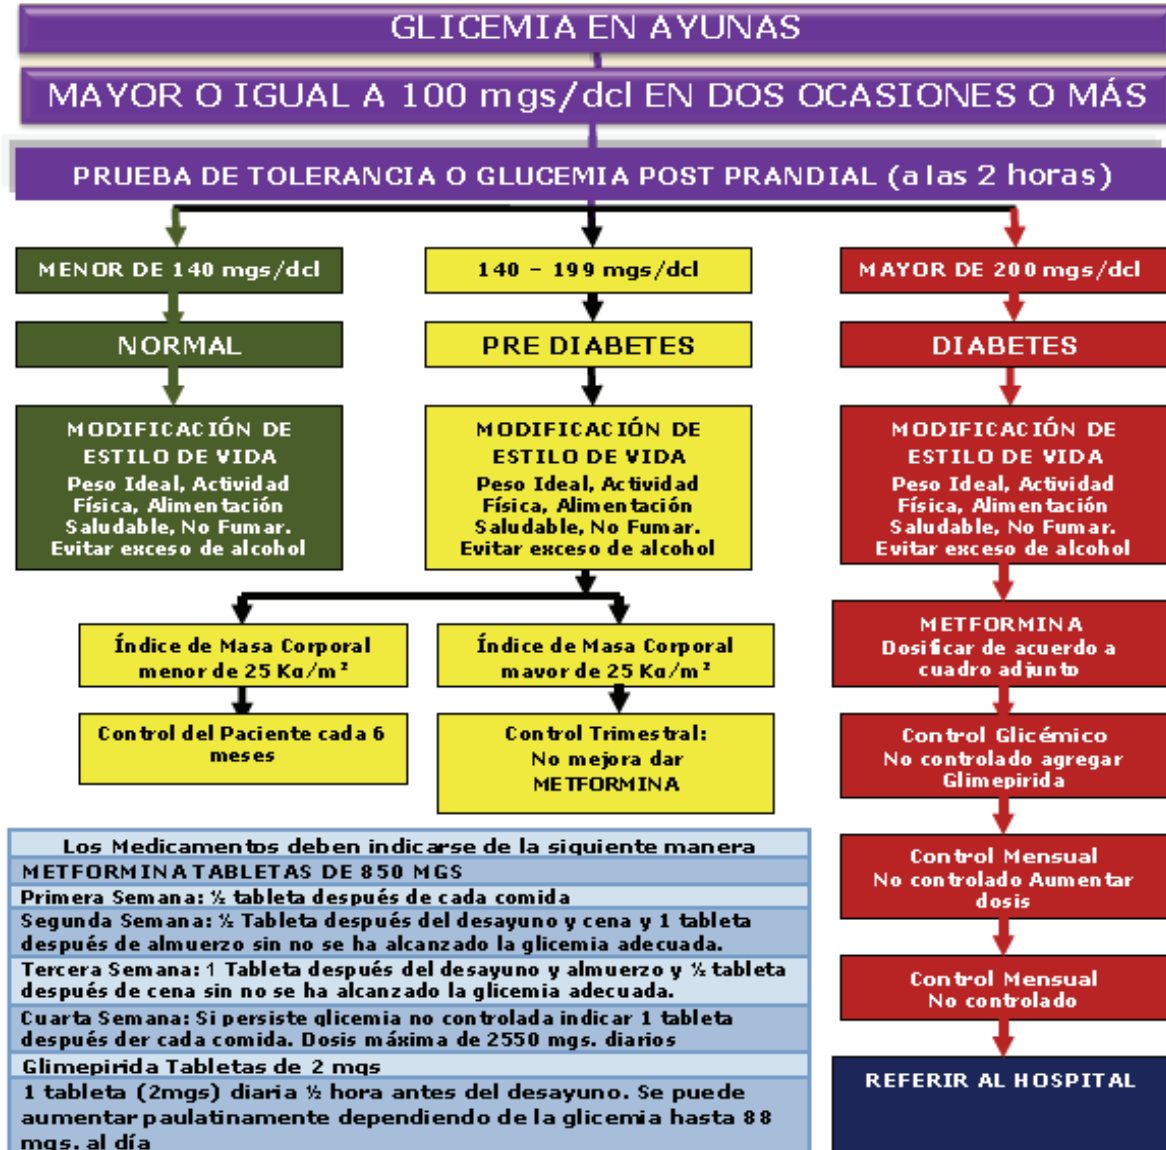 GLICEMIA EN AYUNAS
MAYOR O IGUAL A 100 mgs/dcl EN DOS OCASIONES O MÁS
PRUEBA DE TOLERANCIA O GLUCEMIA POST PRANDIAL (a las 2 horas)
MENOR DE 140 mgs/dcl
NORMAL
MODIFICACIÓN DE
ESTILO DE VIDA
Peso Ideal, Actividad
Física, Alimentación
Saludable, No Fumar.
Evitar exceso de alcohol
140 – 199 mgs/dcl
PRE DIABETES
MODIFICACIÓN DE
ESTILO DE VIDA
Peso Ideal, Actividad
Física, Alimentación
Saludable, No Fumar.
Evitar exceso de alcohol
Índice de Masa Corporal
menor de 25 Kg/m²
Control del Paciente cada 6
meses
Índice de Masa Corporal
mayor de 25 Kg/m²
Control Trimestral:
No mejora dar
METFORMINA
MAYOR DE 200 mgs/dcl
DIABETES
MODIFICACIÓN DE
ESTILO DE VIDA
Peso Ideal, Actividad
Física, Alimentación
Saludable, No Fumar.
Evitar exceso de alcohol
METFORMINA
Dosificar de acuerdo a
cuadro adjunto
Control Glicémico
No controlado agregar
Glimepirida
Control Mensual
No controlado Aumentar
dosis
Control Mensual
No controlado
REFERIR AL HOSPITAL
Los Medicamentos deben indicarse de la siguiente manera
METFORMINA TABLETAS DE 850 MGS
Primera Semana: ½ tableta después de cada comida
Segunda Semana: ½ Tableta después del desayuno y cena y 1 tableta
después de almuerzo sin no se ha alcanzado la glicemia adecuada.
Tercera Semana: 1 Tableta después del desayuno y almuerzo y ½ tableta
después de cena sin no se ha alcanzado la glicemia adecuada.
Cuarta Semana: Si persiste glicemia no controlada indicar 1 tableta
después der cada comida. Dosis máxima de 2550 mgs. diarios
Glimepirida Tabletas de 2 mgs
1 tableta (2mgs) diaria ½ hora antes del desayuno. Se puede
aumentar paulatinamente dependiendo de la glicemia hasta 88
mgs. al día